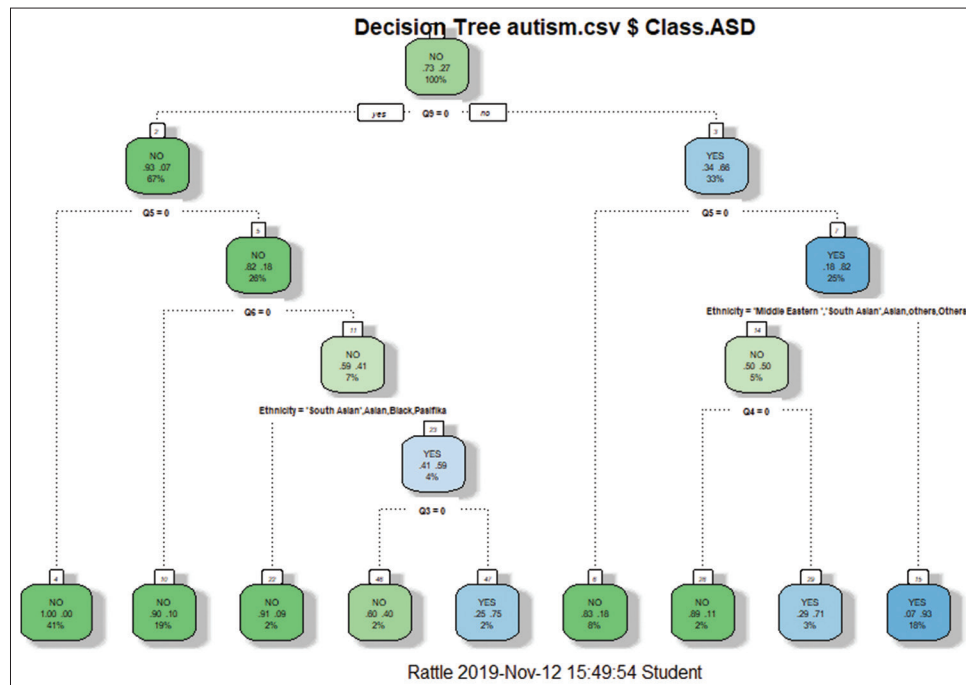 Decision Tree autism.csv $ Class.ASD
NO
.73 .27
100%
yes Q9 = 0 no
2
NO
.93 .07
67%
3
YES
.34 .66
33%
Q5 = 0
Q5 = 0
5
NO
.82 .18
26%
7
YES
.18 .82
25%
Q6 = 0
Ethnicity = 'Middle Eastern ','South Asian',Asian,others,Others
11
NO
.59 .41
7%
14
NO
.50 .50
5%
Ethnicity = 'South Asian',Asian,Black,Pasifika
Q4 = 0
23
YES
.41 .59
4%
Q3 = 0
4
NO
1.00 .00
41%
10
NO
.90 .10
19%
22
NO
.91 .09
2%
46
NO
.60 .40
2%
47
YES
.25 .75
2%
6
NO
.83 .18
8%
28
NO
.89 .11
2%
29
YES
.29 .71
3%
15
YES
.07 .93
18%
Rattle 2019-Nov-12 15:49:54 Student